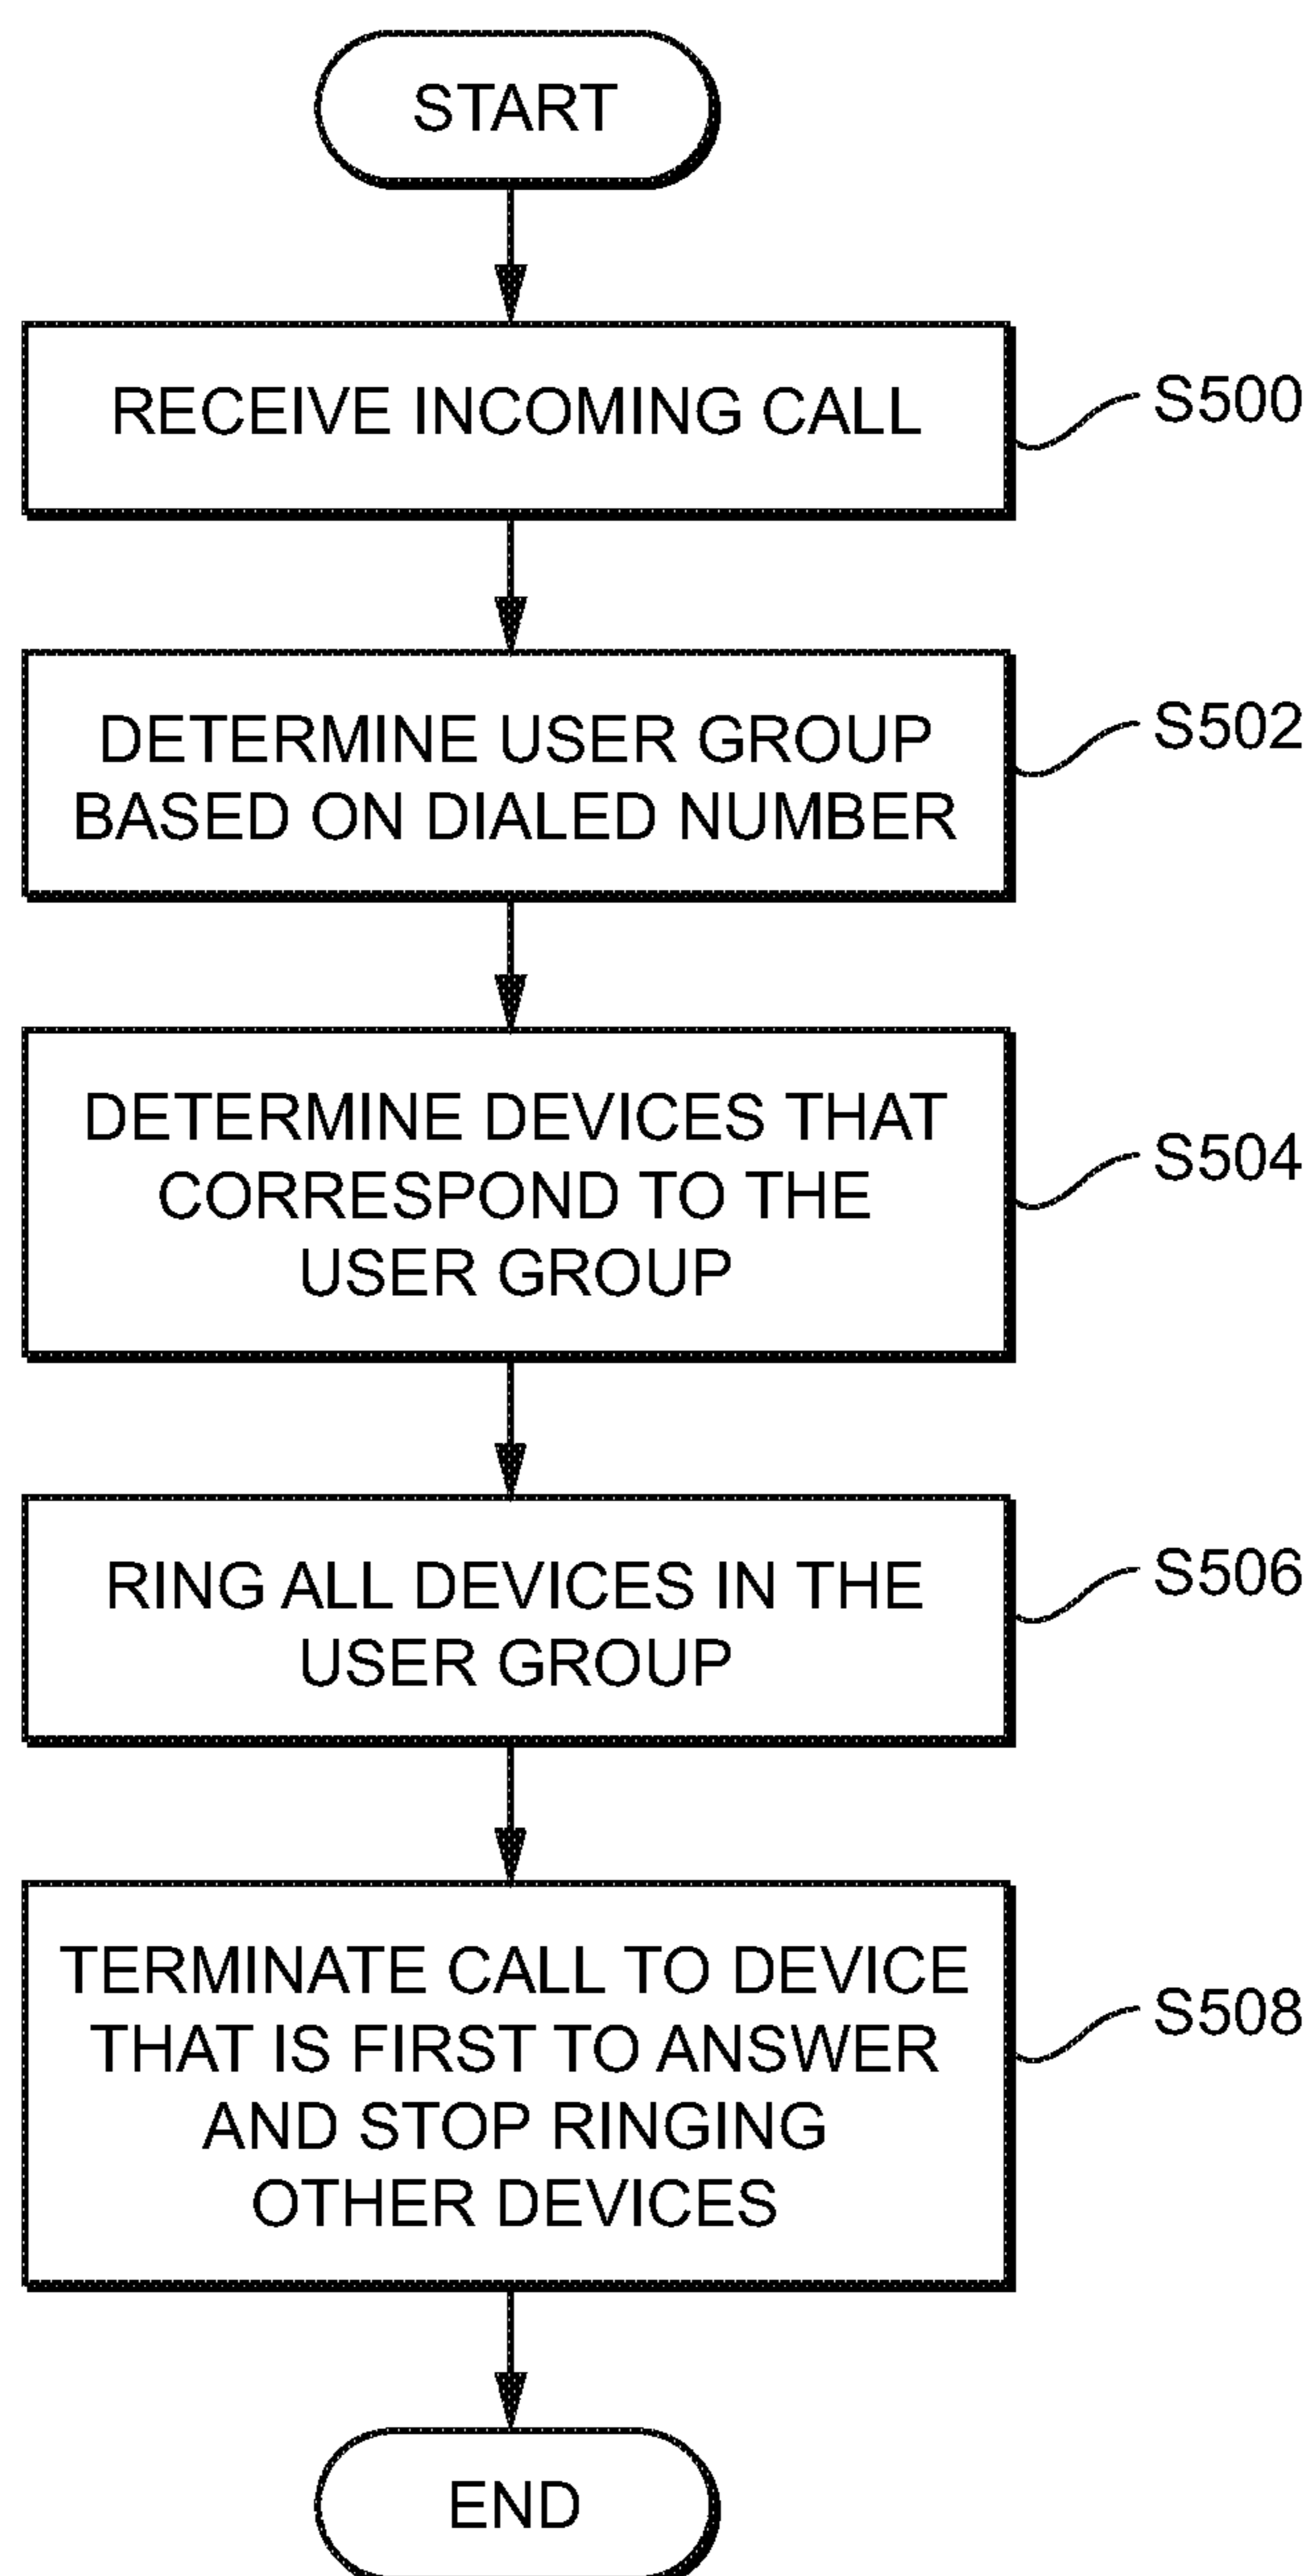 START
RECEIVE INCOMING CALL
S500
DETERMINE USER GROUP
BASED ON DIALED NUMBER
S502
DETERMINE DEVICES THAT
CORRESPOND TO THE
USER GROUP
S504
RING ALL DEVICES IN THE
USER GROUP
S506
TERMINATE CALL TO DEVICE
THAT IS FIRST TO ANSWER
AND STOP RINGING
OTHER DEVICES
S508
END